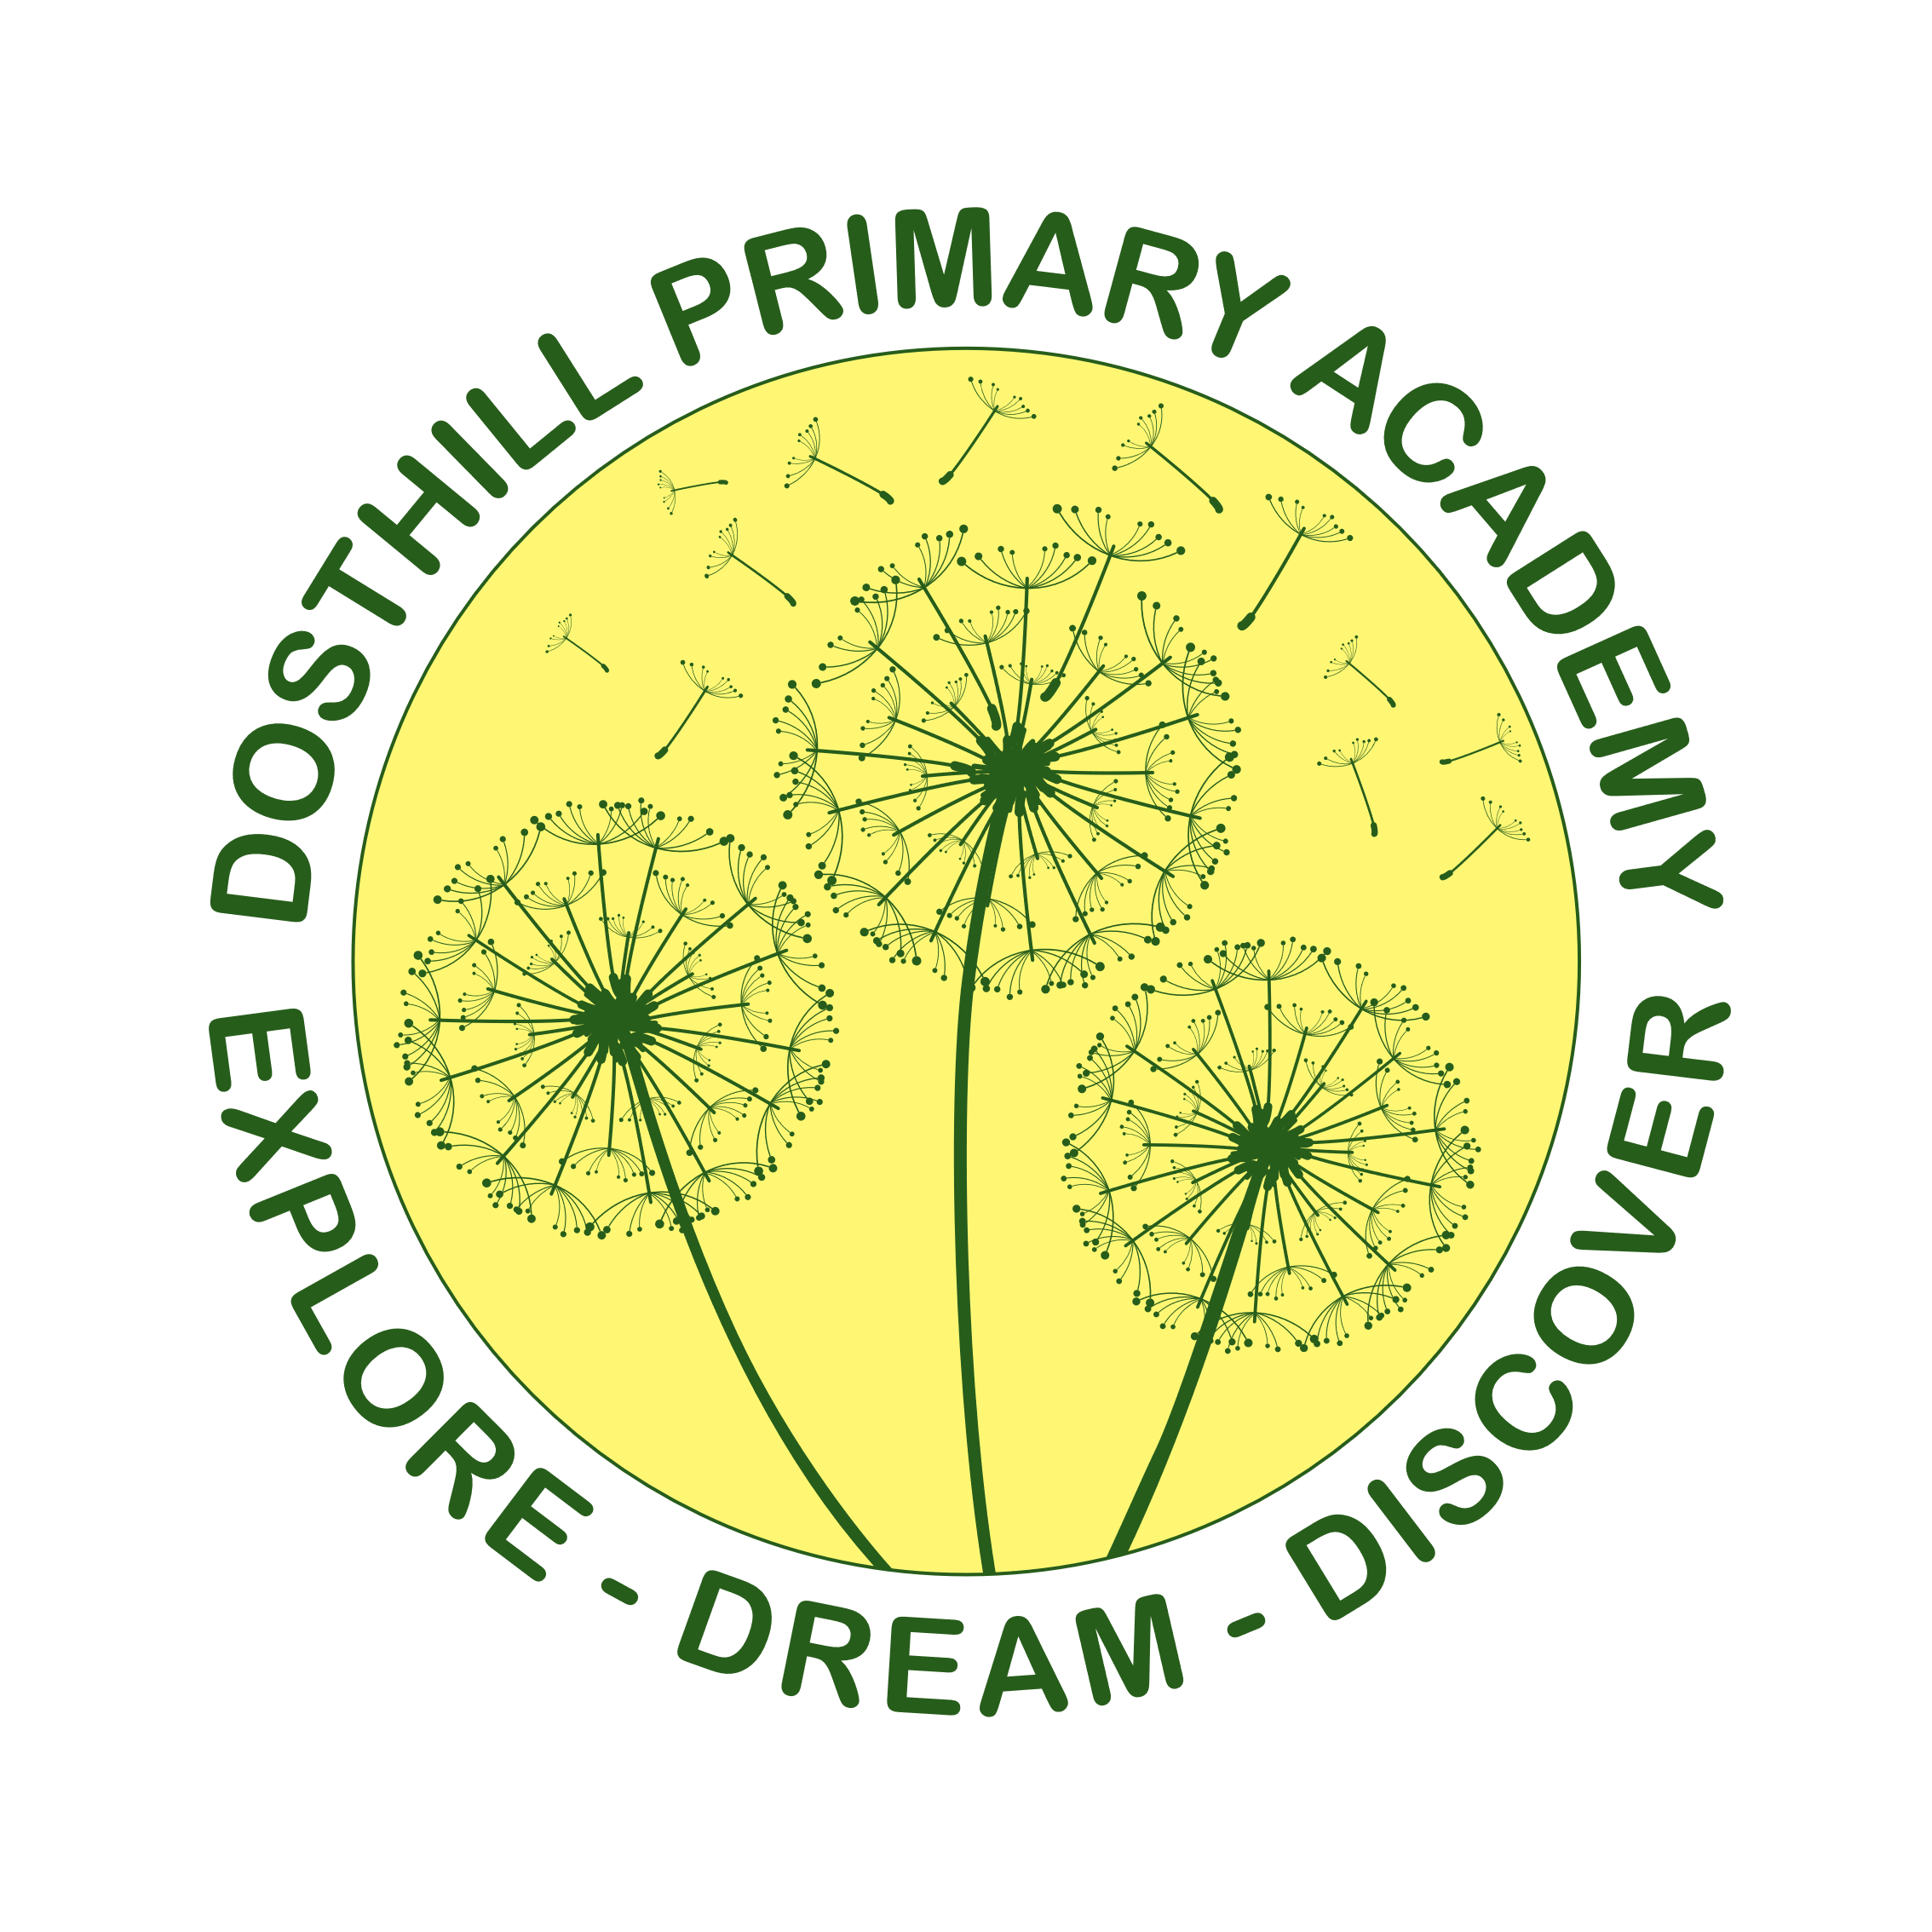 DOSTHILL PRIMARY ACADEMY
EXPLORE - DREAM - DISCOVER